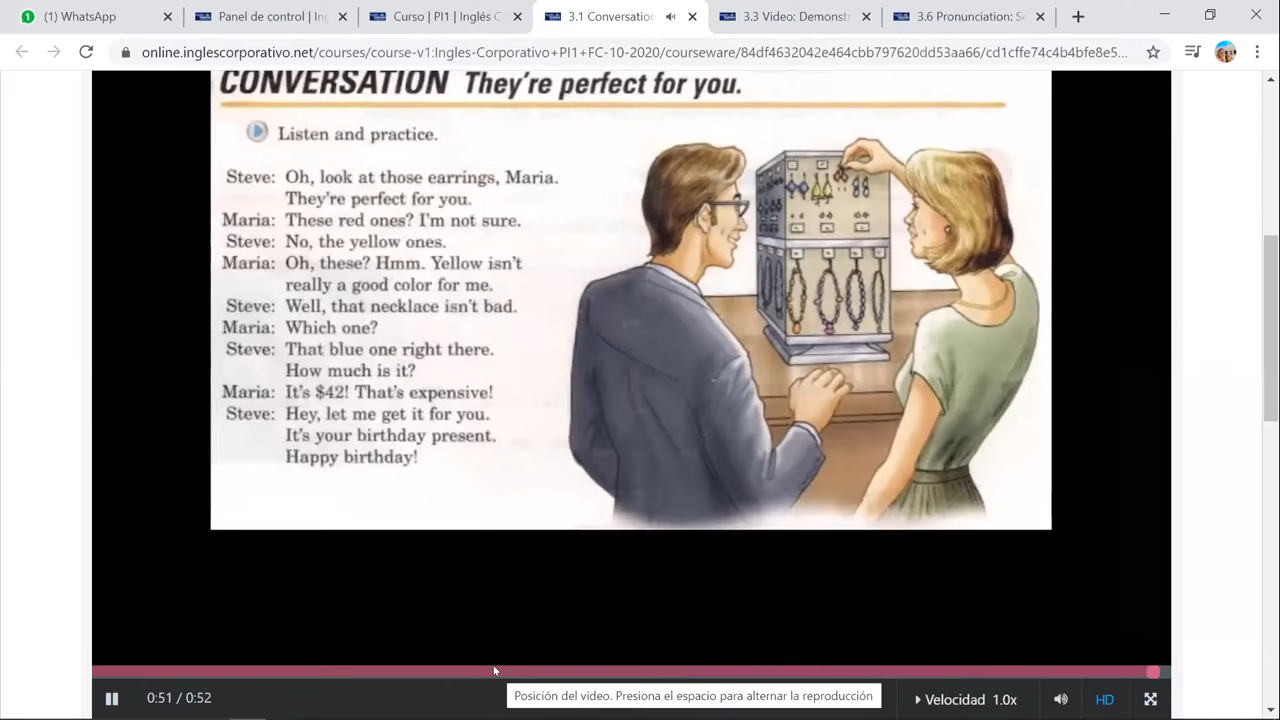 (1) WhatsApp
Panel de control | Ing
Curso | PI1 | Inglés C
3.1 Conversation
3.3 Video: Demonstr
3.6 Pronunciation: Se
online.inglescorporativo.net/courses/course-v1:Ingles-Corporativo+PI1+FC-10-2020/courseware/84df4632042e464cbb797620dd53aa66/cd1cffe74c4b4bfe8e5...
CONVERSATION They're perfect for you.
Listen and practice.
Steve: Oh, look at those earrings, Maria.
They're perfect for you.
Maria: These red ones? I'm not sure.
Steve: No, the yellow ones.
Maria: Oh, these? Hmm. Yellow isn't
really a good color for me.
Steve: Well, that necklace isn't bad.
Maria: Which one?
Steve: That blue one right there.
How much is it?
Maria: It's $42! That's expensive!
Steve: Hey, let me get it for you.
It's your birthday present.
Happy birthday!
0:51 / 0:52
Posición del video. Presiona el espacio para alternar la reproducción
Velocidad 1.0x
HD